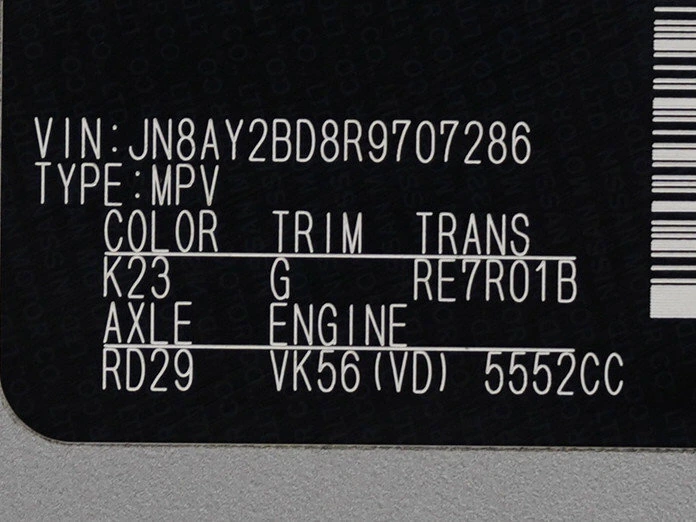 VIN:JN8AY2BD8R9707286
TYPE:MPV
COLOR TRIM TRANS
K23 G RE7R01B
AXLE ENGINE
RD29 VK56(VD) 5552CC